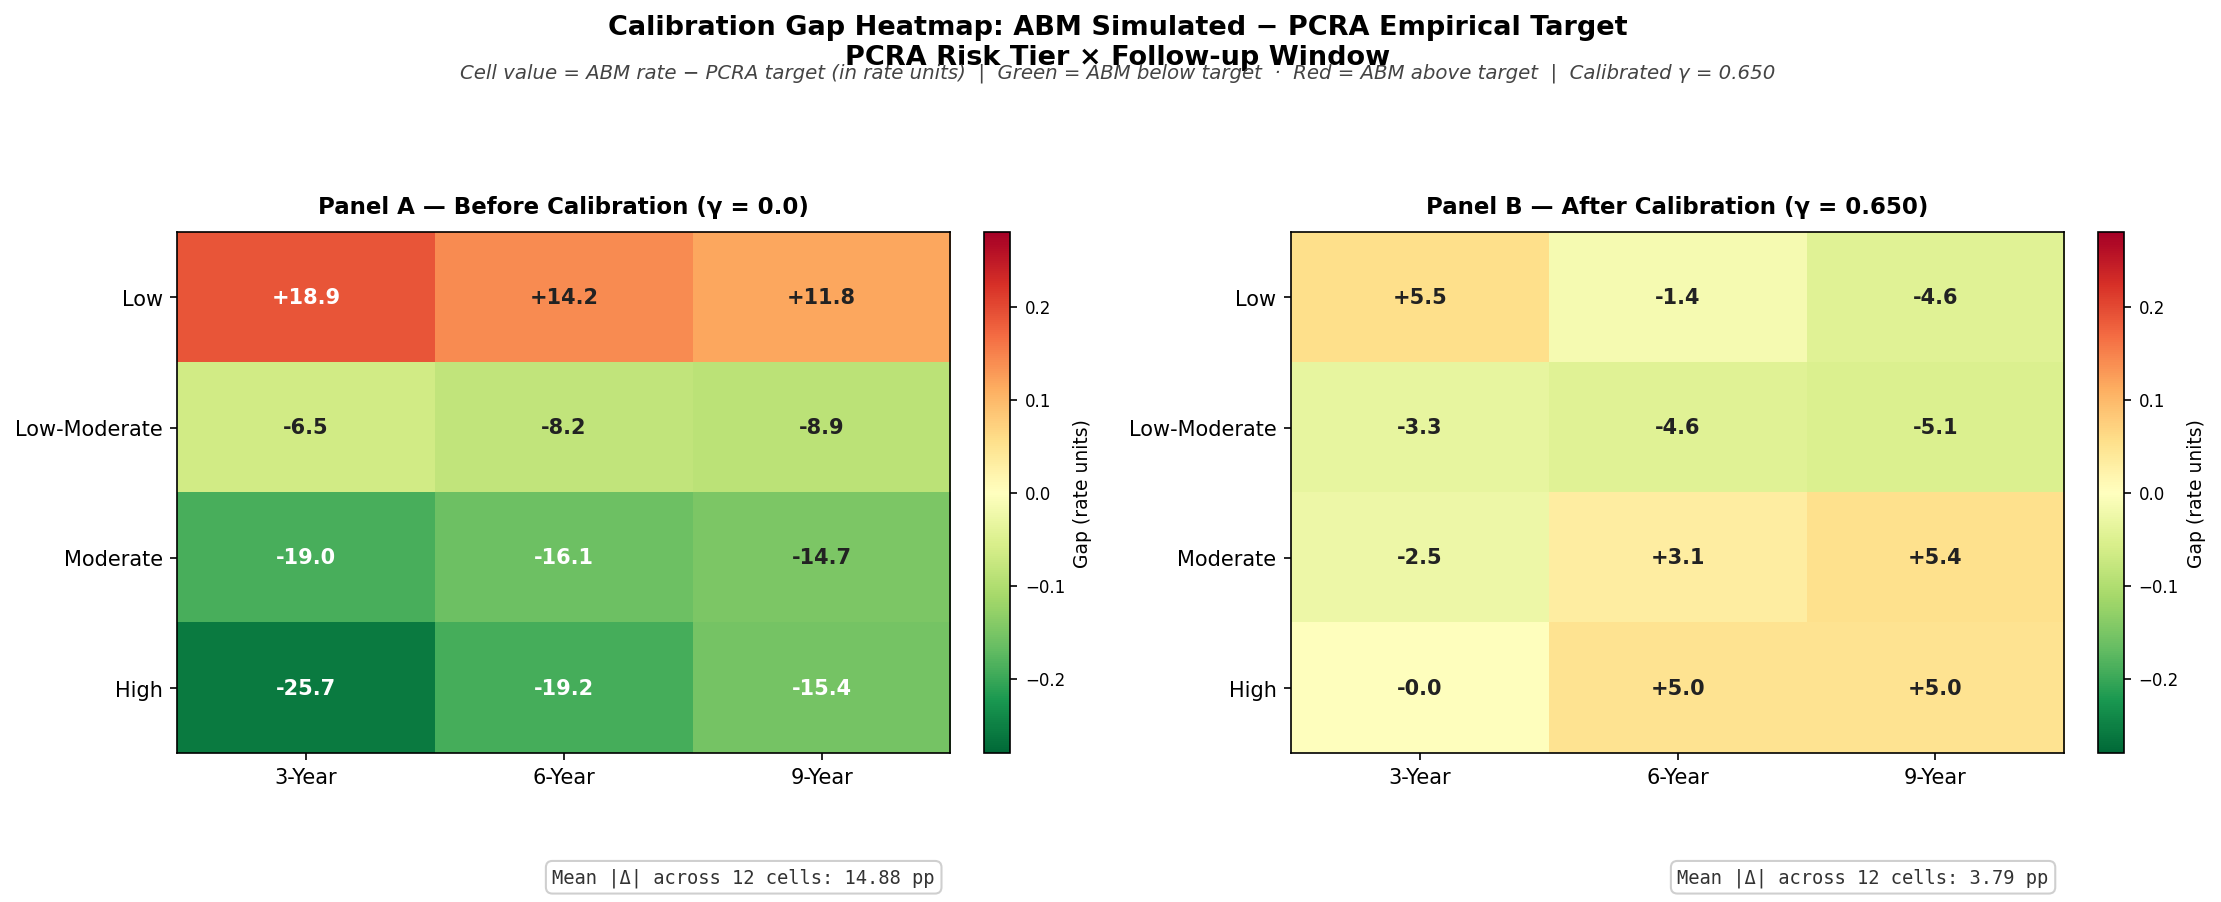 Calibration Gap Heatmap: ABM Simulated − PCRA Empirical Target
PCRA Risk Tier × Follow-up Window
Cell value = ABM rate − PCRA target (in rate units)  |  Green = ABM below target  ·  Red = ABM above target  |  Calibrated γ = 0.650
Panel A — Before Calibration (γ = 0.0)
Low
+18.9
+14.2
+11.8
Low-Moderate
-6.5
-8.2
-8.9
Moderate
-19.0
-16.1
-14.7
High
-25.7
-19.2
-15.4
3-Year
6-Year
9-Year
0.2
0.1
0.0
−0.1
−0.2
Gap (rate units)
Mean |Δ| across 12 cells: 14.88 pp
Panel B — After Calibration (γ = 0.650)
Low
+5.5
-1.4
-4.6
Low-Moderate
-3.3
-4.6
-5.1
Moderate
-2.5
+3.1
+5.4
High
-0.0
+5.0
+5.0
3-Year
6-Year
9-Year
0.2
0.1
0.0
−0.1
−0.2
Gap (rate units)
Mean |Δ| across 12 cells: 3.79 pp